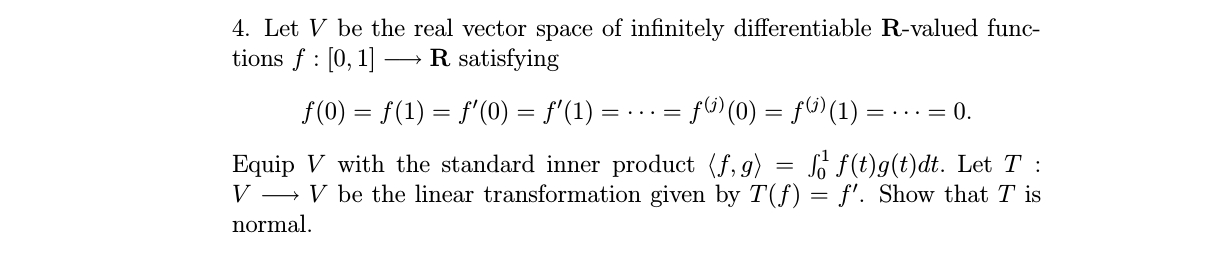 4. Let V be the real vector space of infinitely differentiable R-valued func-
tions f : [0, 1] ⟶ R satisfying
f(0) = f(1) = f′(0) = f′(1) = ··· = f⁽ʲ⁾(0) = f⁽ʲ⁾(1) = ··· = 0.
Equip V with the standard inner product ⟨f, g⟩ = ∫₀¹ f(t)g(t)dt. Let T :
V ⟶ V be the linear transformation given by T(f) = f′. Show that T is
normal.